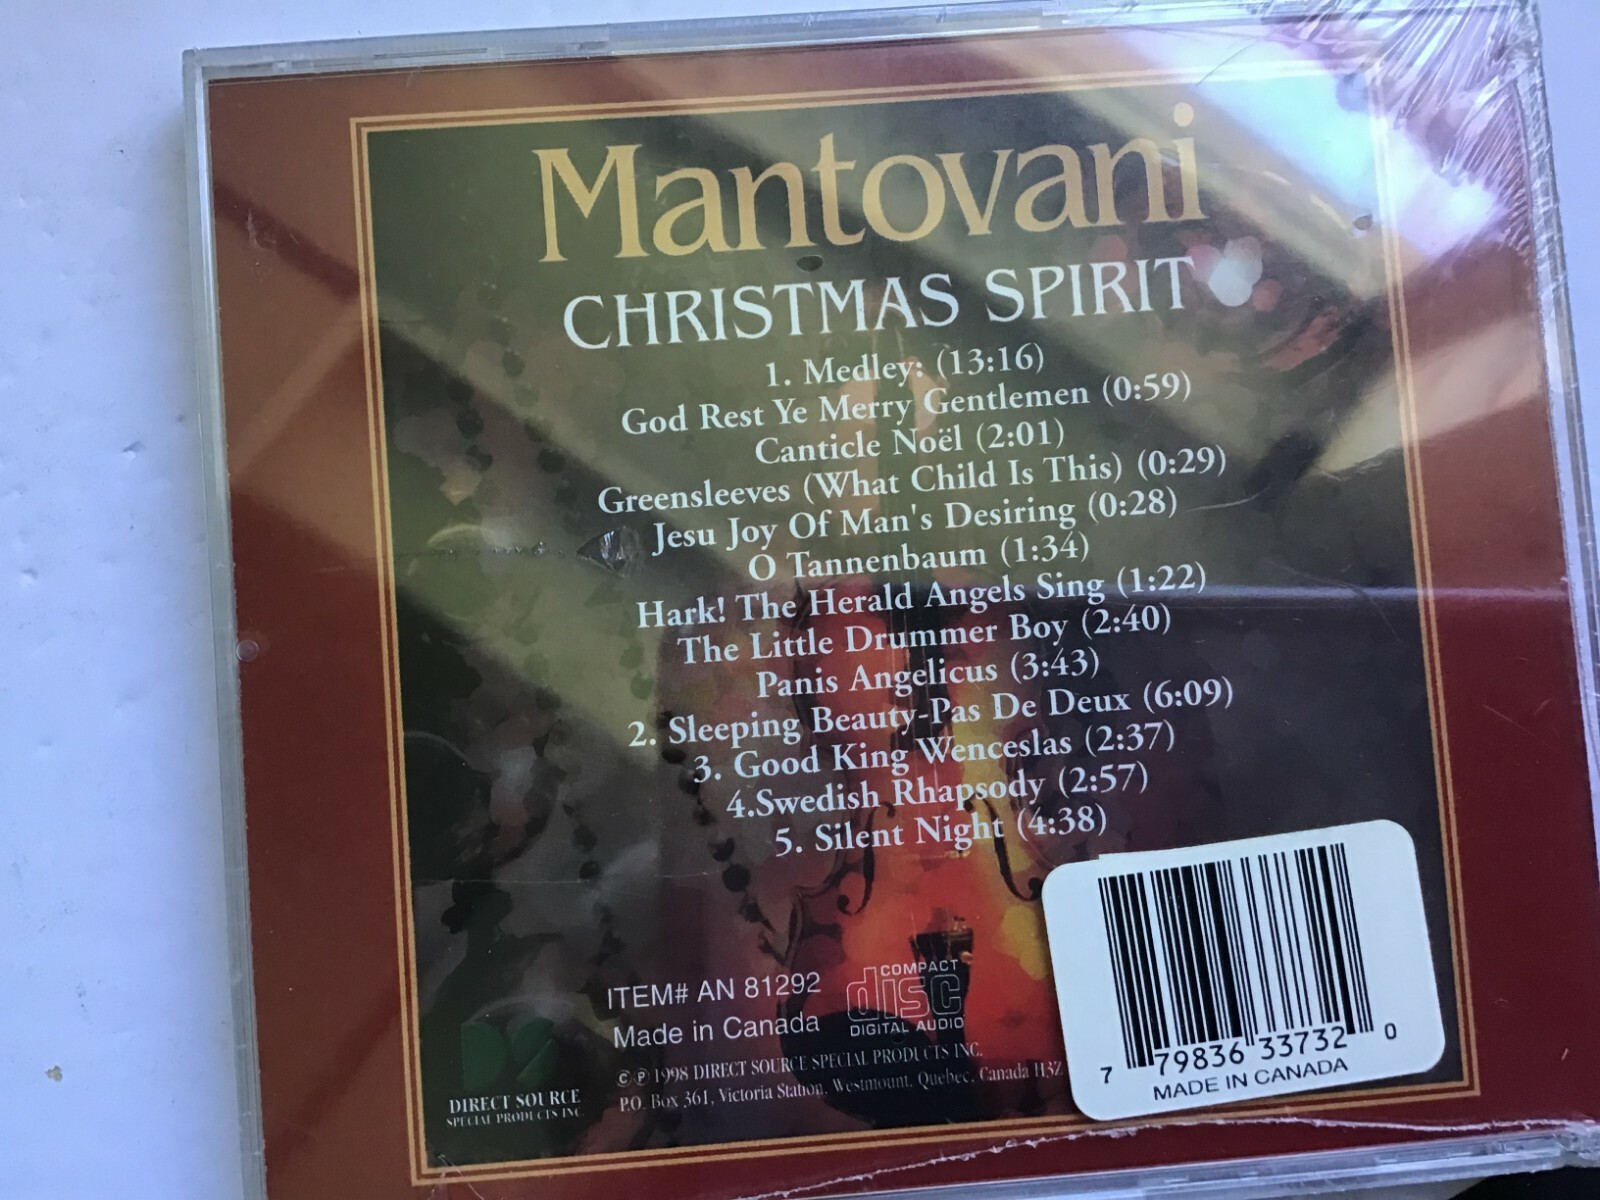 Mantovani
CHRISTMAS SPIRIT
1. Medley: (13:16)
God Rest Ye Merry Gentlemen (0:59)
Canticle Noël (2:01)
Greensleeves (What Child Is This) (0:29)
Jesu Joy Of Man's Desiring (0:28)
O Tannenbaum (1:34)
Hark! The Herald Angels Sing (1:22)
The Little Drummer Boy (2:40)
Panis Angelicus (3:43)
2. Sleeping Beauty-Pas De Deux (6:09)
3. Good King Wenceslas (2:37)
4.Swedish Rhapsody (2:57)
5. Silent Night (4:38)
ITEM# AN 81292
Made in Canada
COMPACT
disc
DIGITAL AUDIO
© ℗ 1998 DIRECT SOURCE SPECIAL PRODUCTS INC.
P.O. Box 361, Victoria Station, Westmount, Quebec, Canada H3Z
DIRECT SOURCE
SPECIAL PRODUCTS INC.
7 79836 33732 0
MADE IN CANADA